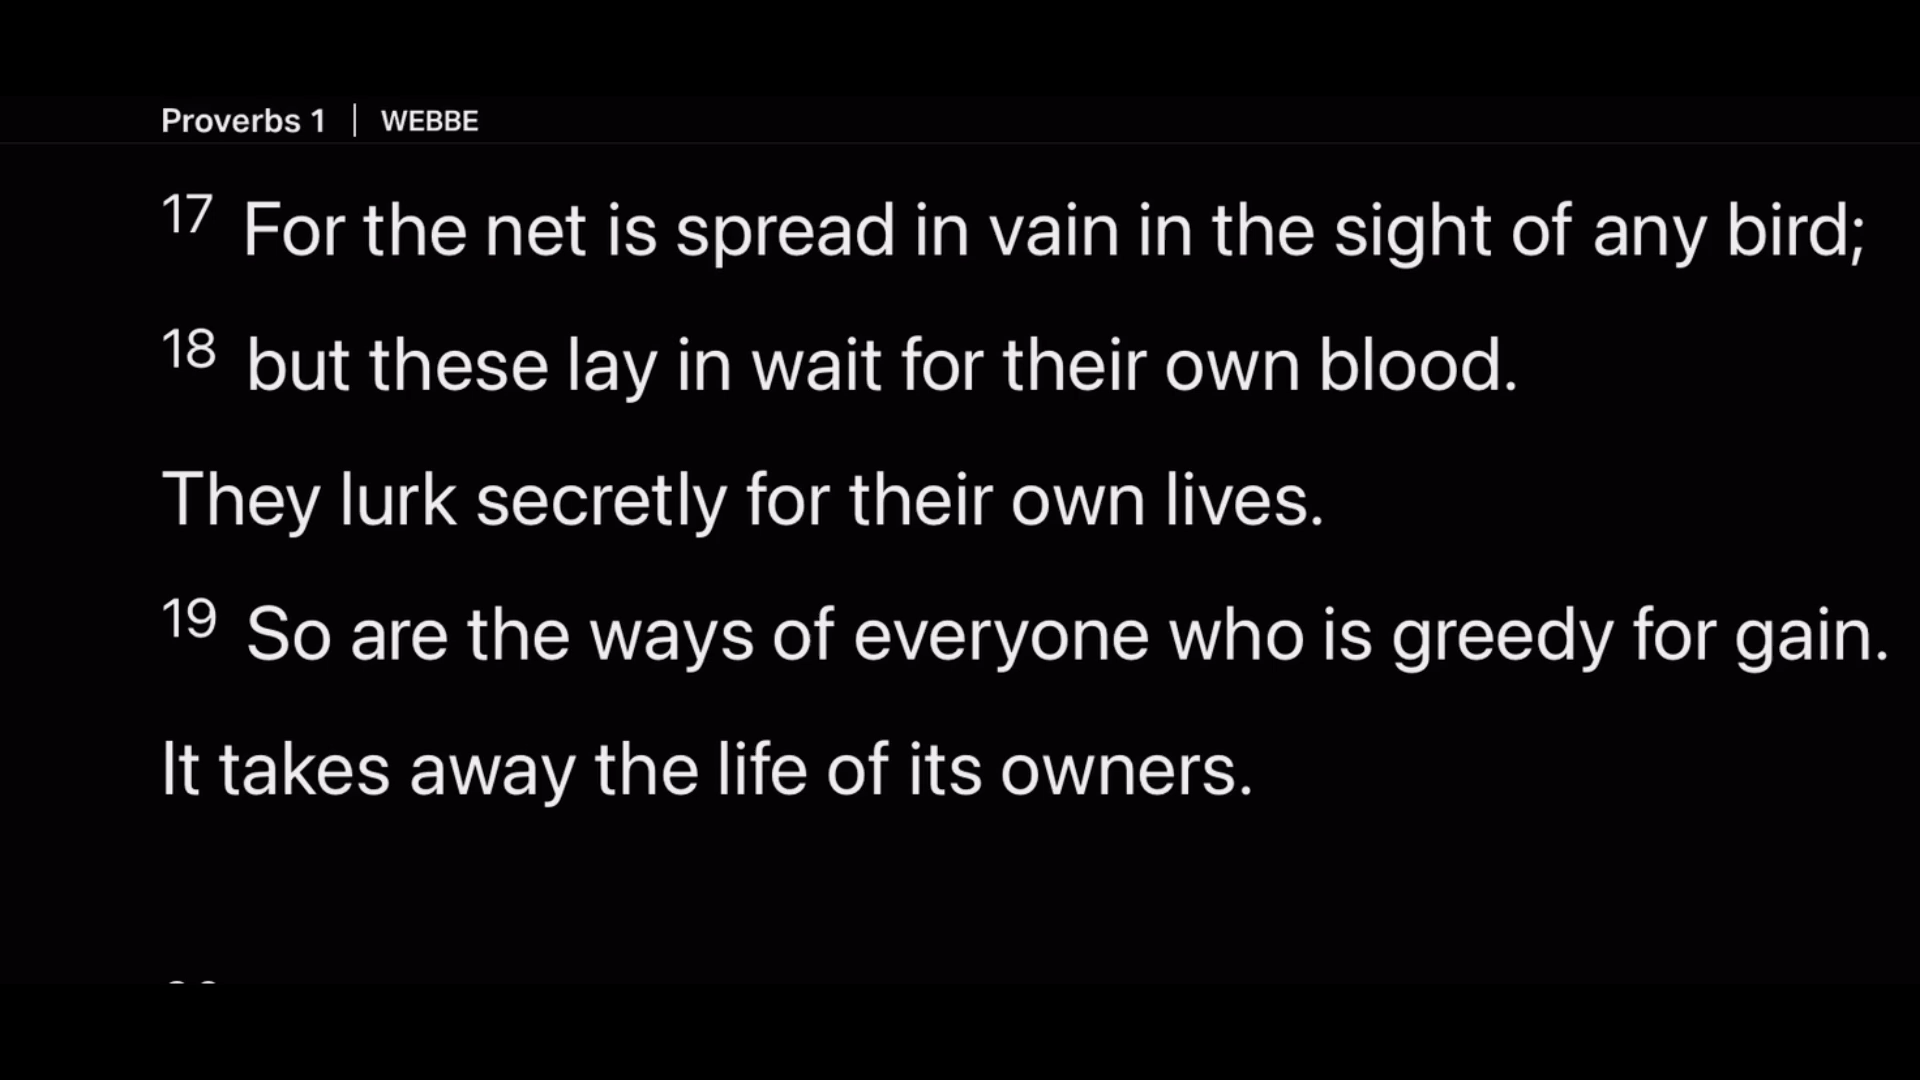 Proverbs 1 | WEBBE
17 For the net is spread in vain in the sight of any bird;
18 but these lay in wait for their own blood.
They lurk secretly for their own lives.
19 So are the ways of everyone who is greedy for gain.
It takes away the life of its owners.